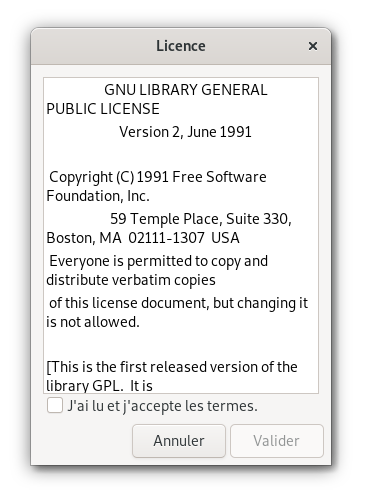 Licence
GNU LIBRARY GENERAL
PUBLIC LICENSE
Version 2, June 1991
Copyright (C) 1991 Free Software
Foundation, Inc.
59 Temple Place, Suite 330,
Boston, MA  02111-1307  USA
Everyone is permitted to copy and
distribute verbatim copies
of this license document, but changing it
is not allowed.
[This is the first released version of the
library GPL.  It is
J'ai lu et j'accepte les termes.
Annuler
Valider